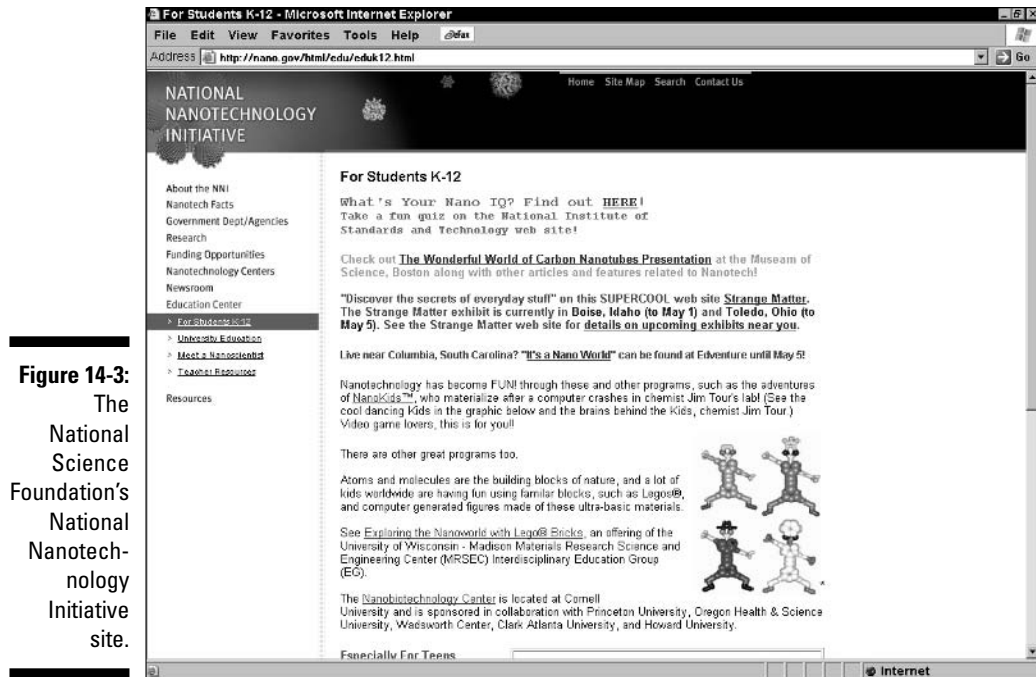 For Students K-12 - Microsoft Internet Explorer
File Edit View Favorites Tools Help eFax
Address http://nano.gov/html/edu/eduk12.html Go
NATIONAL
NANOTECHNOLOGY
INITIATIVE
Home Site Map Search Contact Us
About the NNI
Nanotech Facts
Government Dept/Agencies
Research
Funding Opportunities
Nanotechnology Centers
Newsroom
Education Center
> For Students K-12
> University Education
> Meet a Nanoscientist
> Teacher Resources
Resources
For Students K-12
What's Your Nano IQ? Find out HERE!
Take a fun quiz on the National Institute of
Standards and Technology web site!
Check out The Wonderful World of Carbon Nanotubes Presentation at the Museam of
Science, Boston along with other articles and features related to Nanotech!
"Discover the secrets of everyday stuff" on this SUPERCOOL web site Strange Matter.
The Strange Matter exhibit is currently in Boise, Idaho (to May 1) and Toledo, Ohio (to
May 5). See the Strange Matter web site for details on upcoming exhibits near you.
Live near Columbia, South Carolina? "It's a Nano World" can be found at Edventure until May 5!
Nanotechnology has become FUN! through these and other programs, such as the adventures
of NanoKids™, who materialize after a computer crashes in chemist Jim Tour's lab! (See the
cool dancing Kids in the graphic below and the brains behind the Kids, chemist Jim Tour.)
Video game lovers, this is for you!!
There are other great programs too.
Atoms and molecules are the building blocks of nature, and a lot of
kids worldwide are having fun using familar blocks, such as Legos®,
and computer generated figures made of these ultra-basic materials.
See Exploring the Nanoworld with Lego® Bricks, an offering of the
University of Wisconsin - Madison Materials Research Science and
Engineering Center (MRSEC) Interdisciplinary Education Group
(EG).
The Nanobiotechnology Center is located at Cornell
University and is sponsored in collaboration with Princeton University, Oregon Health & Science
University, Wadsworth Center, Clark Atlanta University, and Howard University.
Especially For Teens
Internet
Figure 14-3:
The
National
Science
Foundation's
National
Nanotech-
nology
Initiative
site.